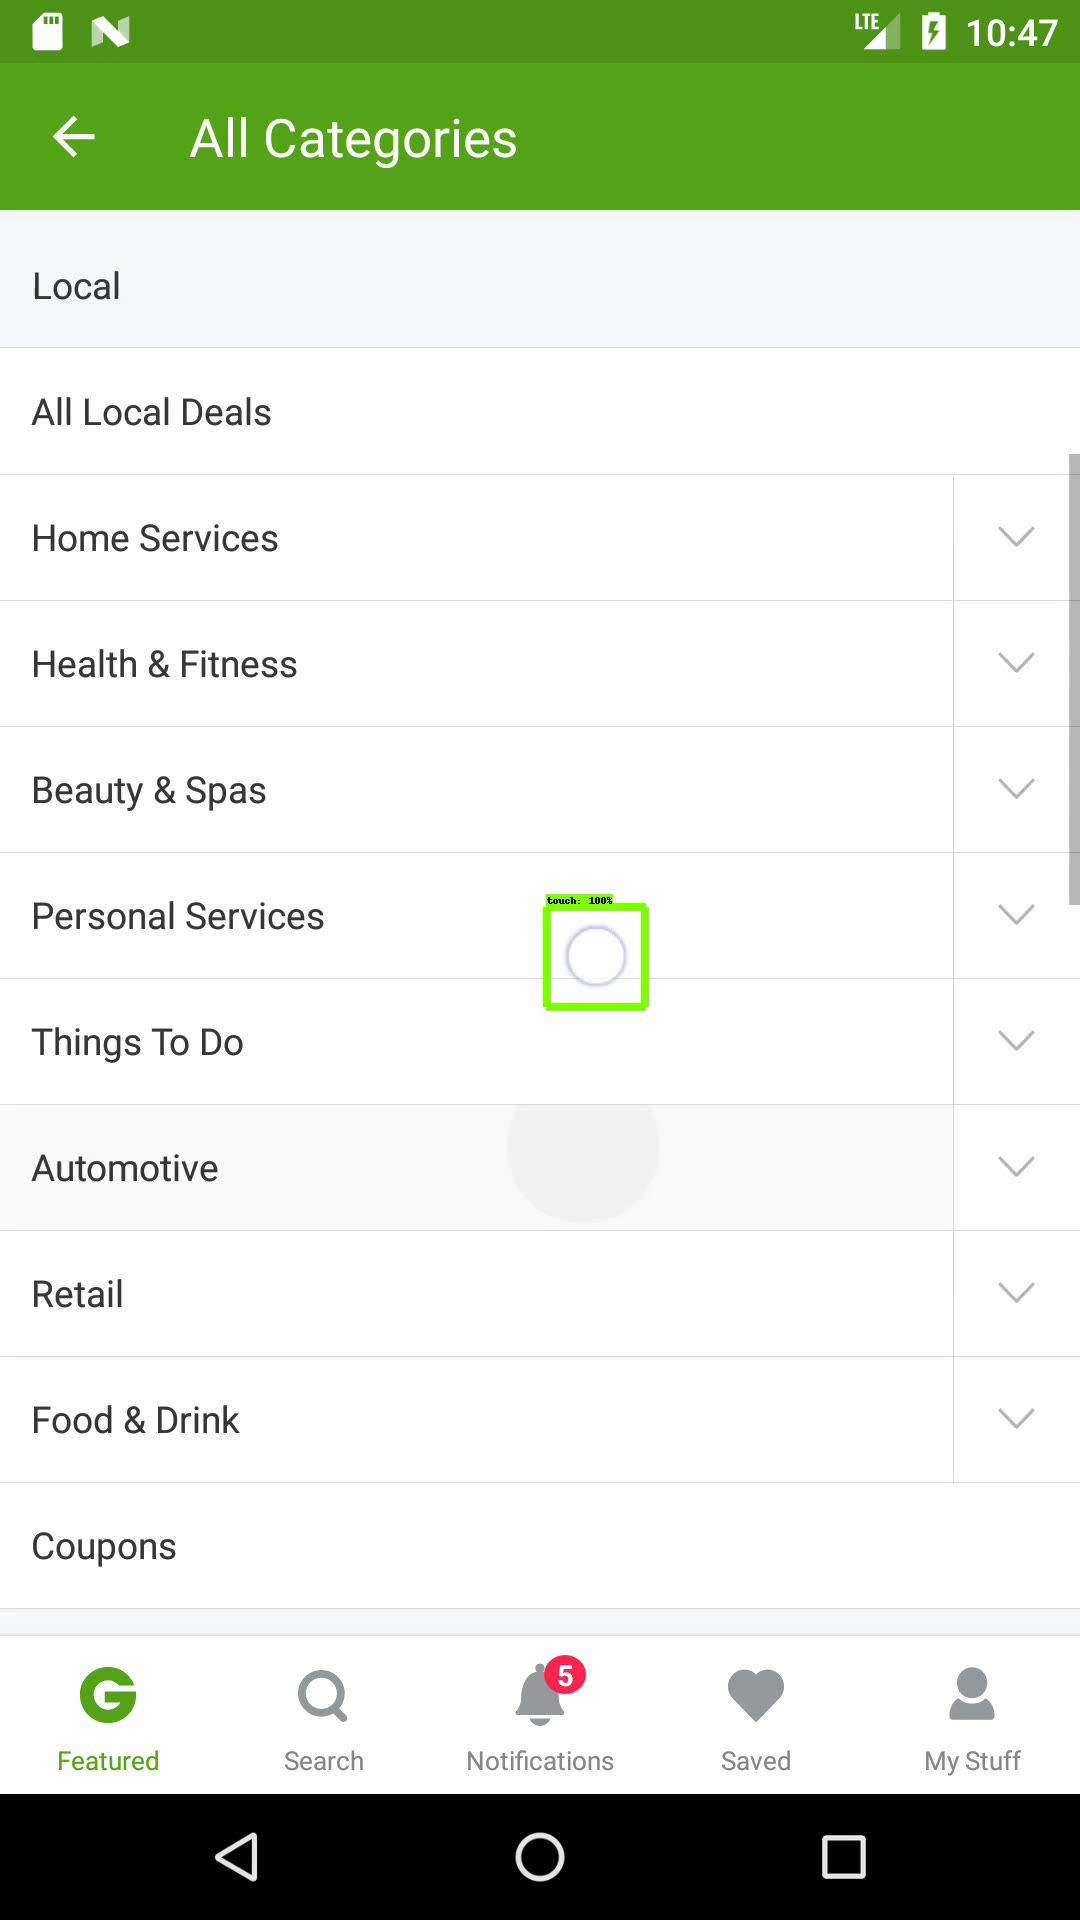 LTE 10:47
All Categories
Local
All Local Deals
Home Services
Health & Fitness
Beauty & Spas
touch: 100%
Personal Services
Things To Do
Automotive
Retail
Food & Drink
Coupons
5
Featured Search Notifications Saved My Stuff